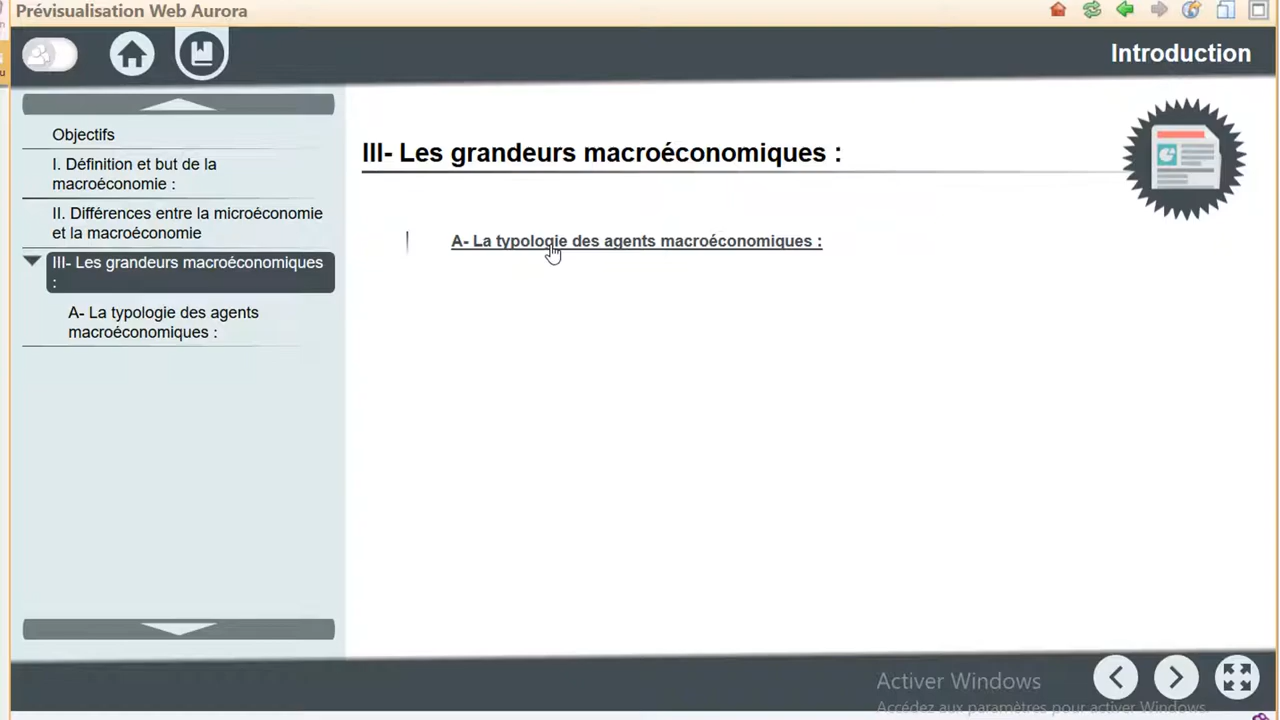 Prévisualisation Web Aurora
Introduction
Objectifs
I. Définition et but de la
macroéconomie :
II. Différences entre la microéconomie
et la macroéconomie
III- Les grandeurs macroéconomiques
:
A- La typologie des agents
macroéconomiques :
III- Les grandeurs macroéconomiques :
A- La typologie des agents macroéconomiques :
Activer Windows
Accédez aux paramètres pour activer Windows.